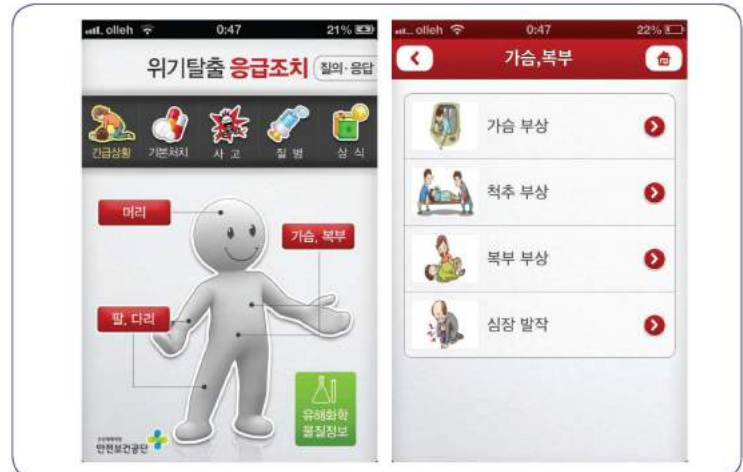 olleh 0:47 21%
위기탈출 응급조치 질의·응답
긴급상황 기본처치 사고 질병 상식
머리
가슴, 복부
팔, 다리
유해화학
물질정보
안전보건공단
olleh 0:47 22%
가슴,복부
가슴 부상
척추 부상
복부 부상
심장 발작